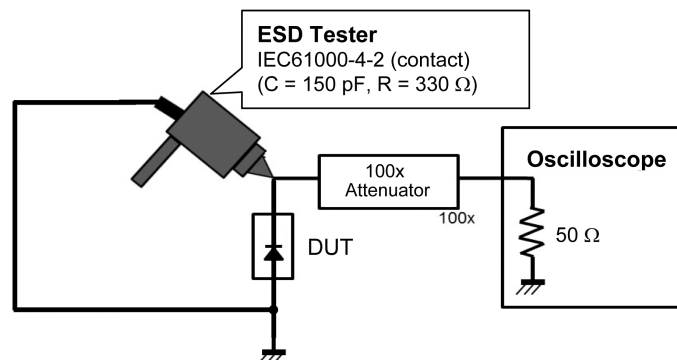 ESD Tester
IEC61000-4-2 (contact)
(C = 150 pF, R = 330 Ω)
100x
Attenuator
100x
Oscilloscope
50 Ω
DUT